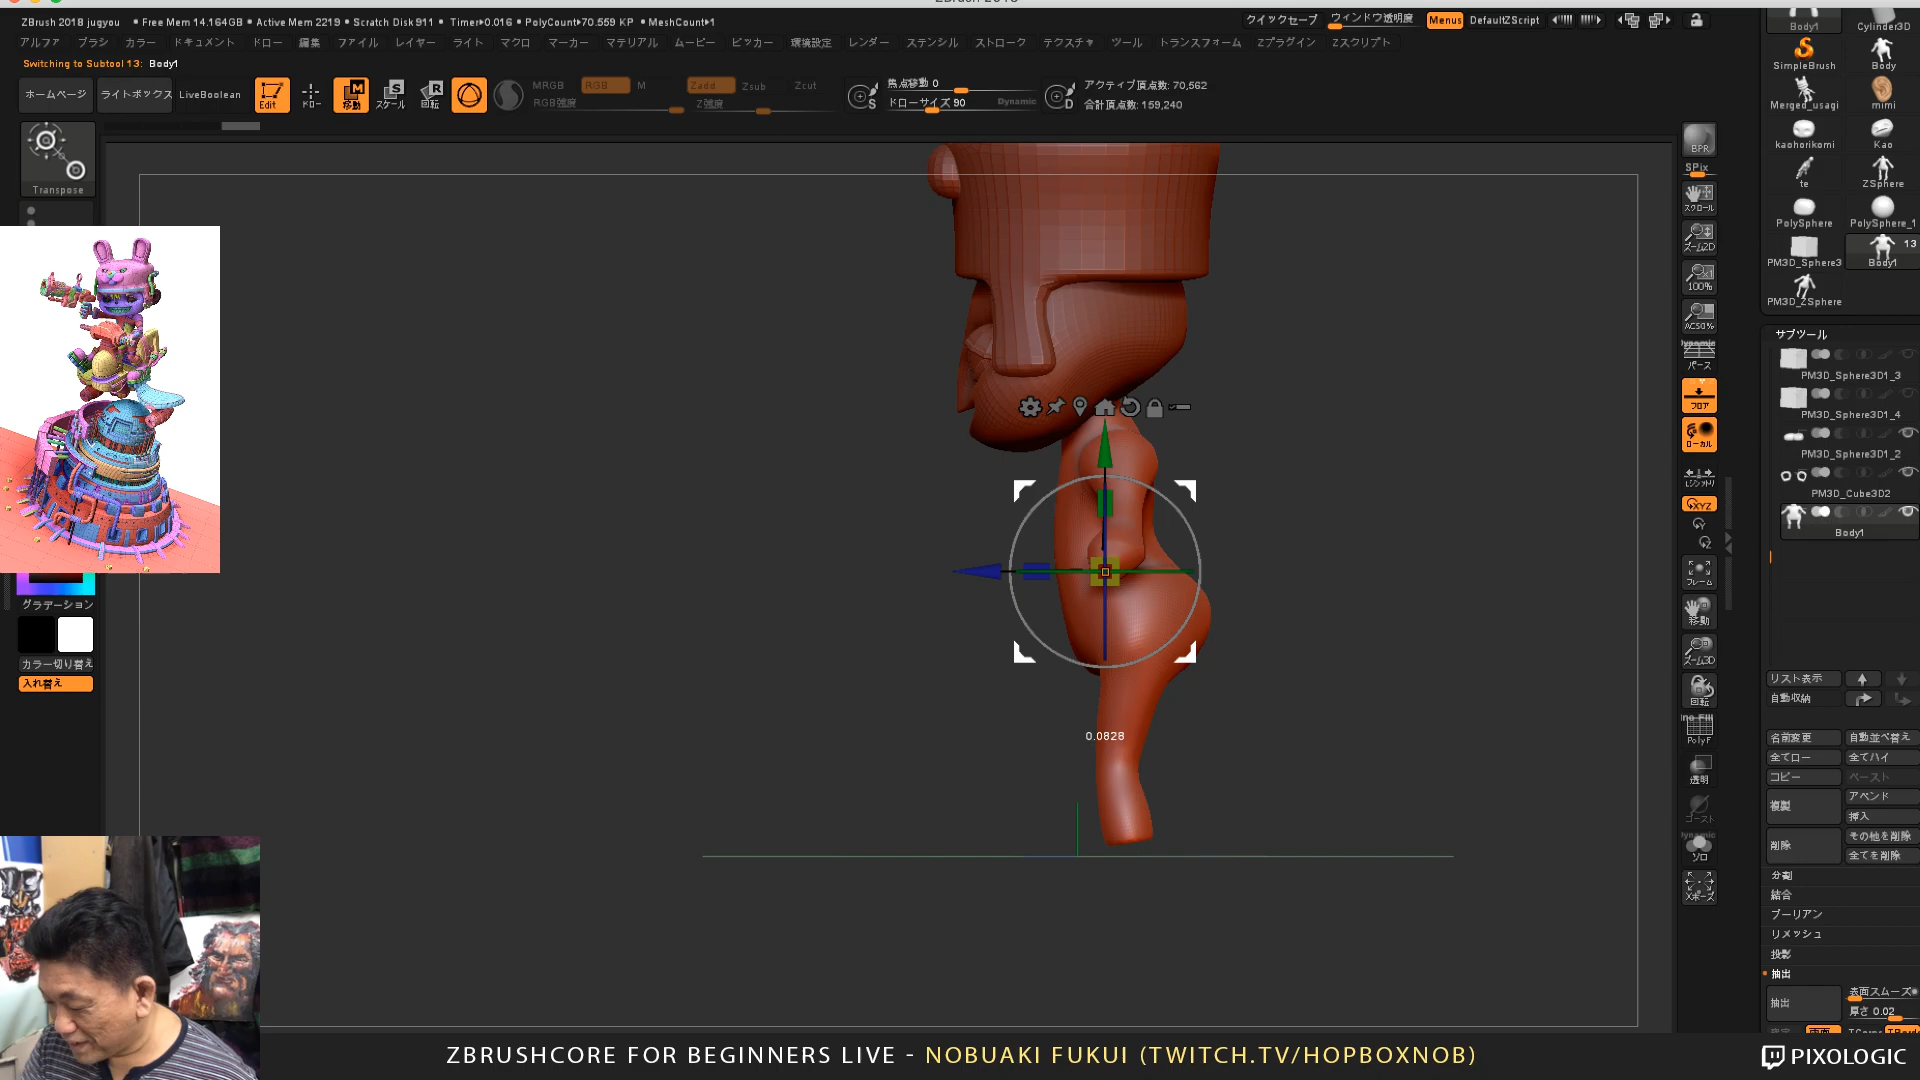 ZBrush 2018 jugyou • Free Mem 14.164GB • Active Mem 2219 • Scratch Disk 911 • Timer▸0.016 • PolyCount▸70.559 KP • MeshCount▸1
クイックセーブ ウィンドウ透明度 Menus DefaultZScript
アルファ ブラシ カラー ドキュメント ドロー 編集 ファイル レイヤー ライト マクロ マーカー マテリアル ムービー ピッカー 環境設定 レンダー ステンシル ストローク テクスチャ ツール トランスフォーム Zプラグイン Zスクリプト
Switching to Subtool 13: Body1
ホームページ ライトボックス LiveBoolean Edit ドロー 移動 スケール 回転
MRGB RGB M Zadd Zsub Zcut
RGB強度 Z強度
焦点移動 0
ドローサイズ 90 Dynamic
アクティブ頂点数: 70,562
合計頂点数: 159,240
Transpose
グラデーション
カラー切り替え
入れ替え
0.0828
BPR
SPix
スクロール
ズーム2D
100%
AC50%
Dynamic
パース
フロア
ローカル
XYZ
フレーム
移動
ズーム3D
回転
PolyF
透明
ゴースト
Dynamic
ソロ
Xポーズ
Body1 Cylinder3D
SimpleBrush Body
Merged_usagi mimi
kaohorikomi Kao
te ZSphere
PolySphere PolySphere_1
13
PM3D_Sphere3 Body1
PM3D_ZSphere
サブツール
PM3D_Sphere3D1_3
PM3D_Sphere3D1_4
PM3D_Sphere3D1_2
PM3D_Cube3D2
Body1
リスト表示
自動収納
名前変更 自動並べ替え
全てロー 全てハイ
コピー ペースト
複製 アペンド
挿入
削除 その他を削除
全てを削除
分割
結合
ブーリアン
リメッシュ
投影
抽出
抽出 表面スムーズ
厚さ 0.02
ZBRUSHCORE FOR BEGINNERS LIVE - NOBUAKI FUKUI (TWITCH.TV/HOPBOXNOB)
PIXOLOGIC